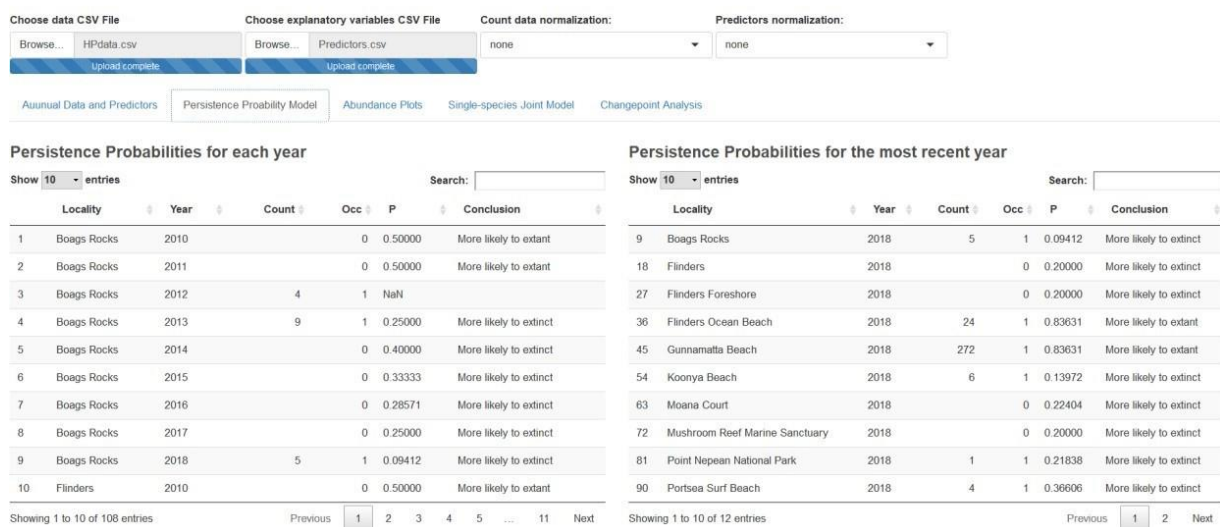 Choose data CSV File Choose explanatory variables CSV File Count data normalization: Predictors normalization:
Browse... HPdata.csv Browse... Predictors.csv none none
Upload complete Upload complete
Auunual Data and Predictors Persistence Proability Model Abundance Plots Single-species Joint Model Changepoint Analysis
Persistence Probabilities for each year
Show 10 entries Search:
Locality Year Count Occ P Conclusion
1 Boags Rocks 2010 0 0.50000 More likely to extant
2 Boags Rocks 2011 0 0.50000 More likely to extant
3 Boags Rocks 2012 4 1 NaN
4 Boags Rocks 2013 9 1 0.25000 More likely to extinct
5 Boags Rocks 2014 0 0.40000 More likely to extinct
6 Boags Rocks 2015 0 0.33333 More likely to extinct
7 Boags Rocks 2016 0 0.28571 More likely to extinct
8 Boags Rocks 2017 0 0.25000 More likely to extinct
9 Boags Rocks 2018 5 1 0.09412 More likely to extinct
10 Flinders 2010 0 0.50000 More likely to extant
Showing 1 to 10 of 108 entries Previous 1 2 3 4 5 ... 11 Next
Persistence Probabilities for the most recent year
Show 10 entries Search:
Locality Year Count Occ P Conclusion
9 Boags Rocks 2018 5 1 0.09412 More likely to extinct
18 Flinders 2018 0 0.20000 More likely to extinct
27 Flinders Foreshore 2018 0 0.20000 More likely to extinct
36 Flinders Ocean Beach 2018 24 1 0.83631 More likely to extant
45 Gunnamatta Beach 2018 272 1 0.83631 More likely to extant
54 Koonya Beach 2018 6 1 0.13972 More likely to extinct
63 Moana Court 2018 0 0.22404 More likely to extinct
72 Mushroom Reef Marine Sanctuary 2018 0 0.20000 More likely to extinct
81 Point Nepean National Park 2018 1 1 0.21838 More likely to extinct
90 Portsea Surf Beach 2018 4 1 0.36606 More likely to extinct
Showing 1 to 10 of 12 entries Previous 1 2 Next